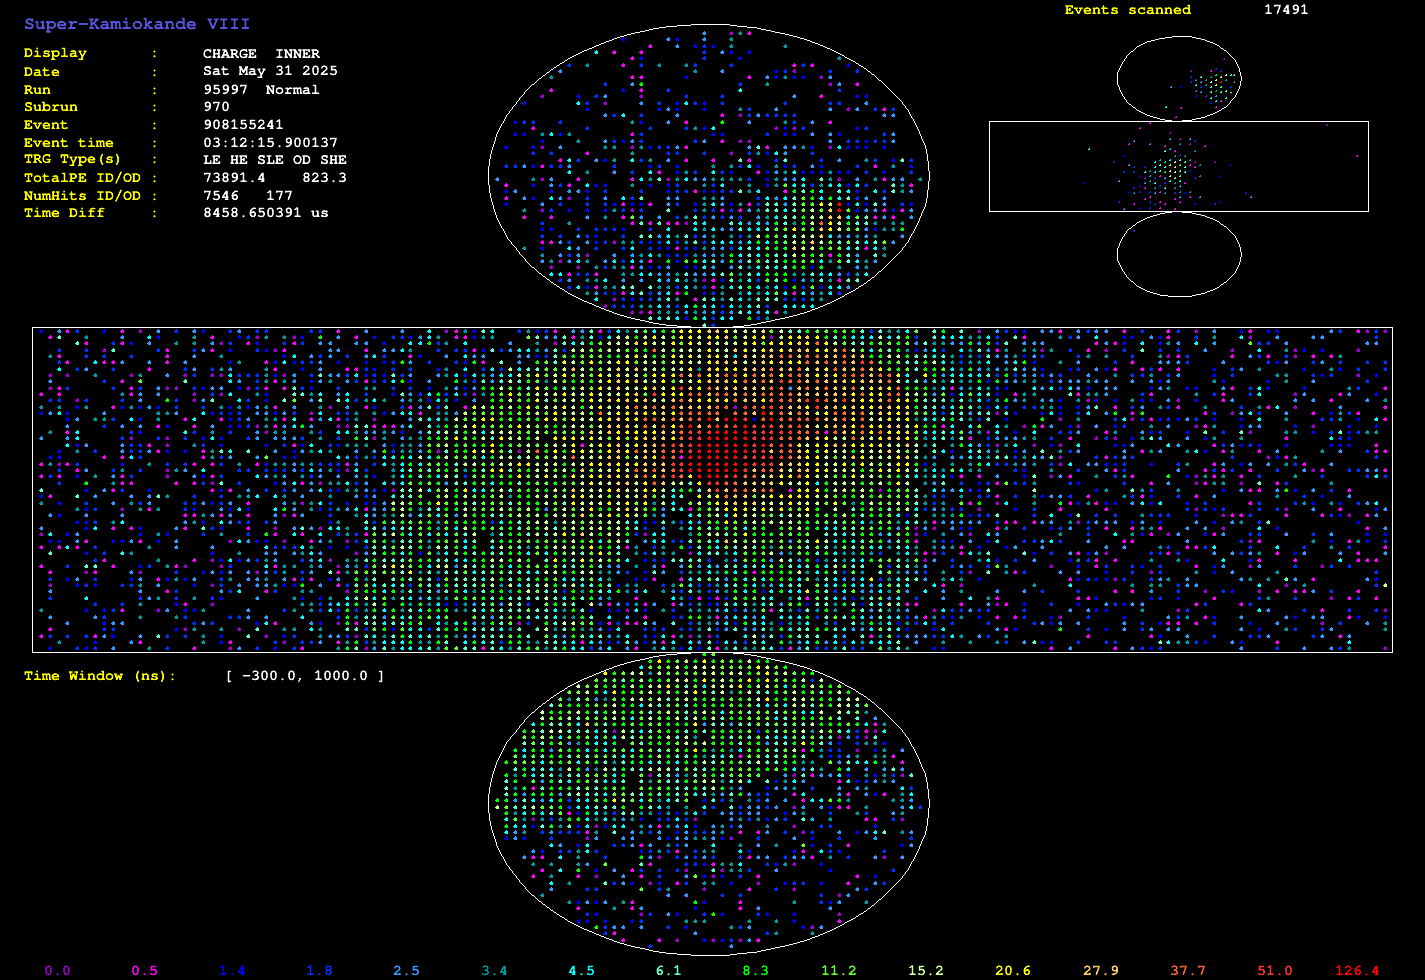 Super-Kamiokande VIII
Display : CHARGE INNER
Date : Sat May 31 2025
Run : 95997 Normal
Subrun : 970
Event : 908155241
Event time : 03:12:15.900137
TRG Type(s) : LE HE SLE OD SHE
TotalPE ID/OD : 73891.4 823.3
NumHits ID/OD : 7546 177
Time Diff : 8458.650391 us
Events scanned 17491
Time Window (ns): [ -300.0, 1000.0 ]
0.0 0.5 1.4 1.8 2.5 3.4 4.5 6.1 8.3 11.2 15.2 20.6 27.9 37.7 51.0 126.4